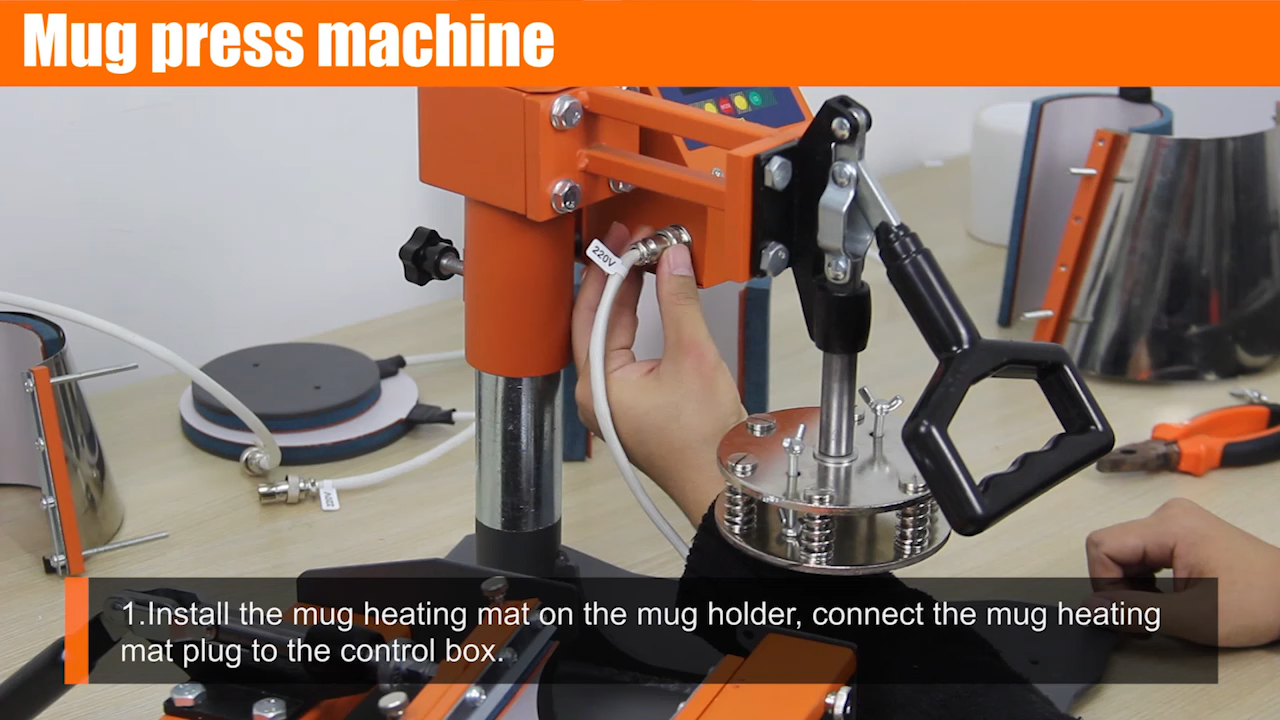 Mug press machine
220V
220V
1.Install the mug heating mat on the mug holder, connect the mug heating
mat plug to the control box.